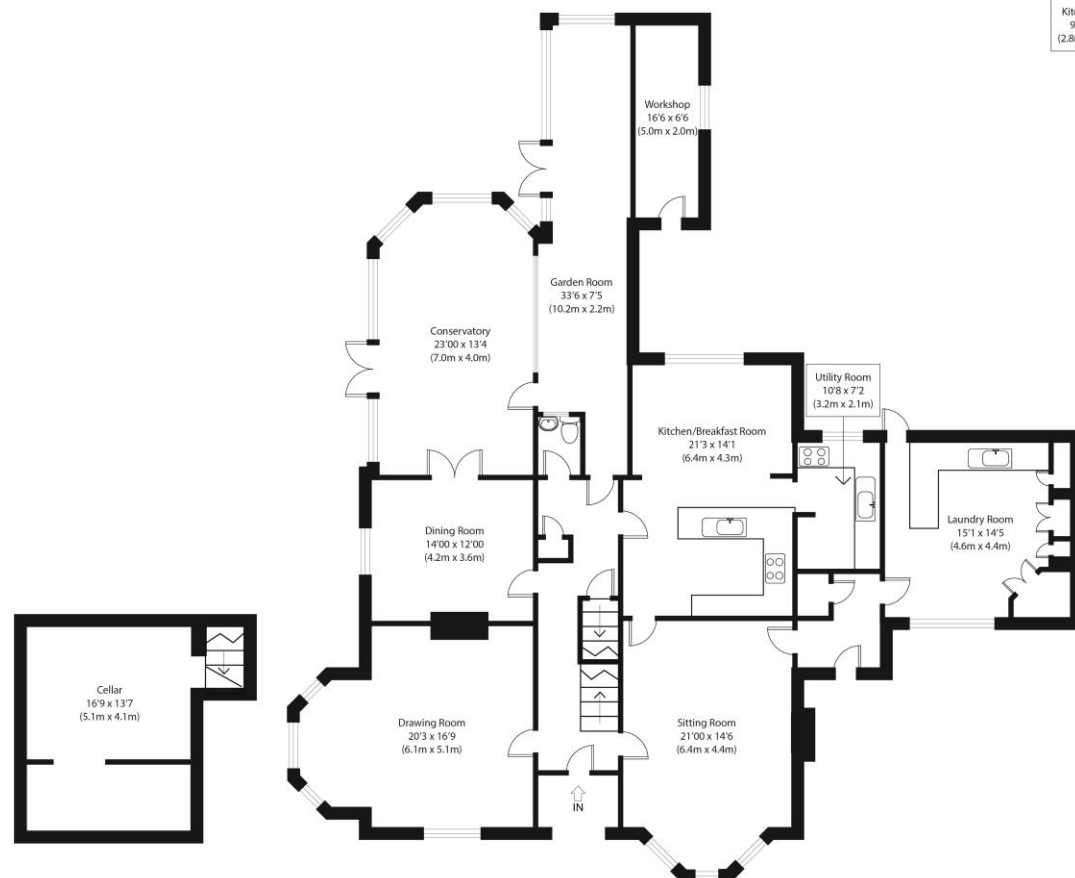 Kitc
9
(2.8m
Workshop
16'6 x 6'6
(5.0m x 2.0m)
Garden Room
33'6 x 7'5
(10.2m x 2.2m)
Conservatory
23'00 x 13'4
(7.0m x 4.0m)
Utility Room
10'8 x 7'2
(3.2m x 2.1m)
Kitchen/Breakfast Room
21'3 x 14'1
(6.4m x 4.3m)
Dining Room
14'00 x 12'00
(4.2m x 3.6m)
Laundry Room
15'1 x 14'5
(4.6m x 4.4m)
Cellar
16'9 x 13'7
(5.1m x 4.1m)
Drawing Room
20'3 x 16'9
(6.1m x 5.1m)
Sitting Room
21'00 x 14'6
(6.4m x 4.4m)
IN